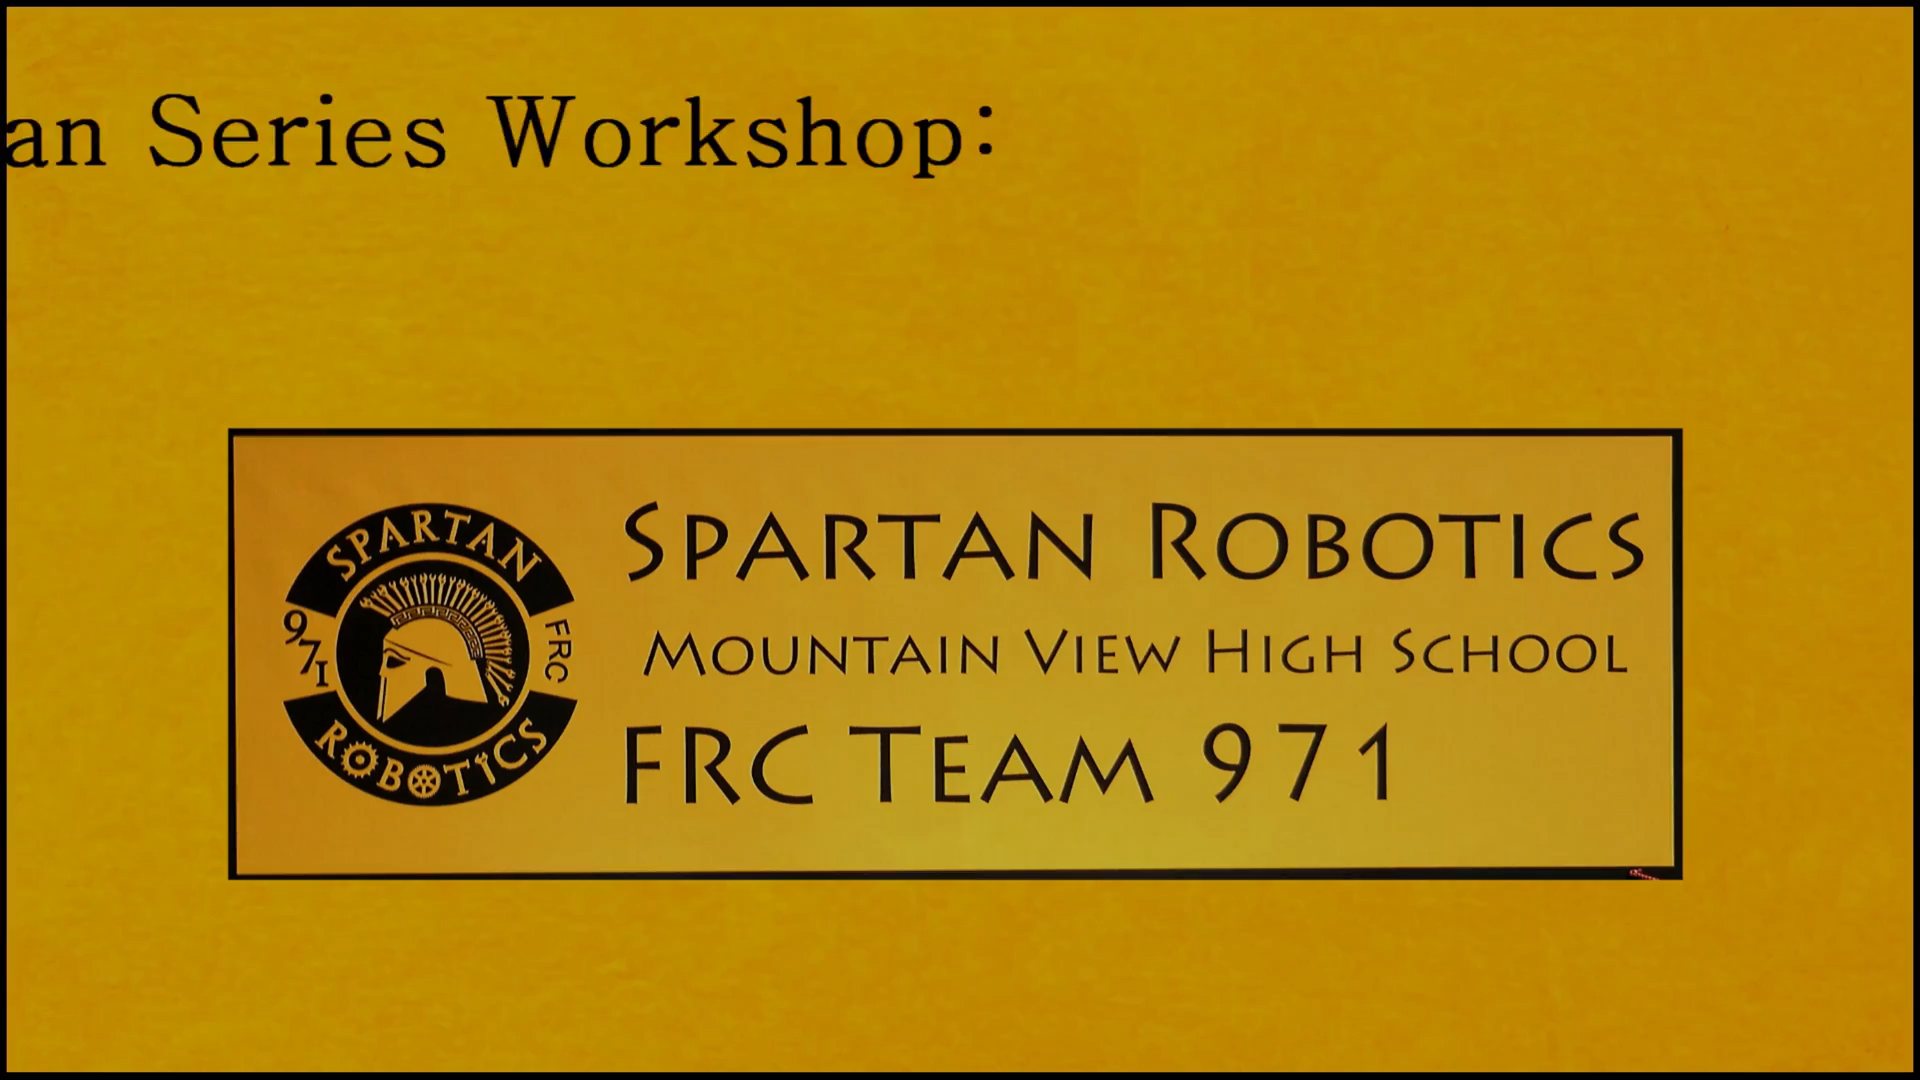 an Series Workshop:
SPARTAN
971
FRC
ROBOTICS
SPARTAN ROBOTICS
MOUNTAIN VIEW HIGH SCHOOL
FRC TEAM 971